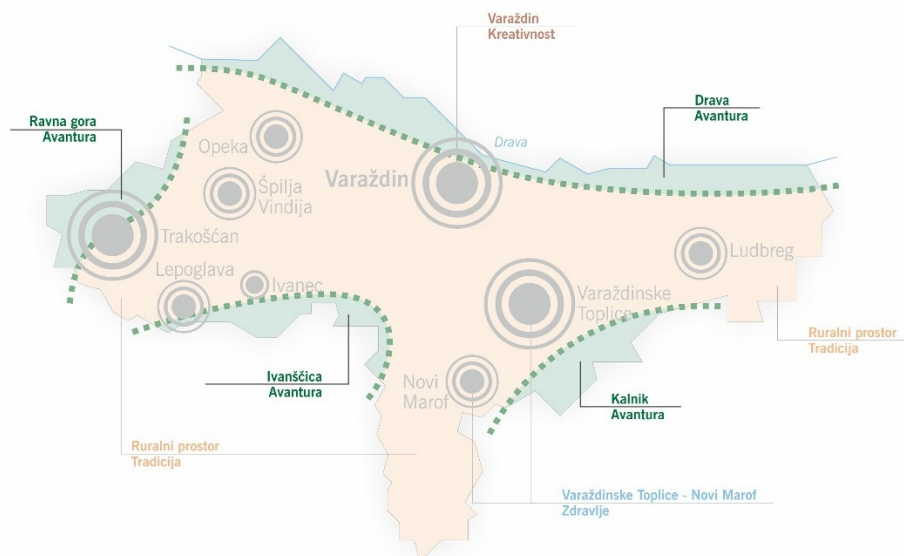 Varaždin
Kreativnost
Ravna gora
Avantura
Drava
Avantura
Opeka
Drava
Špilja
Vindija
Varaždin
Trakošćan
Ludbreg
Lepoglava
Ivanec
Varaždinske
Toplice
Ruralni prostor
Tradicija
Ivanščica
Avantura
Novi
Marof
Kalnik
Avantura
Ruralni prostor
Tradicija
Varaždinske Toplice - Novi Marof
Zdravlje